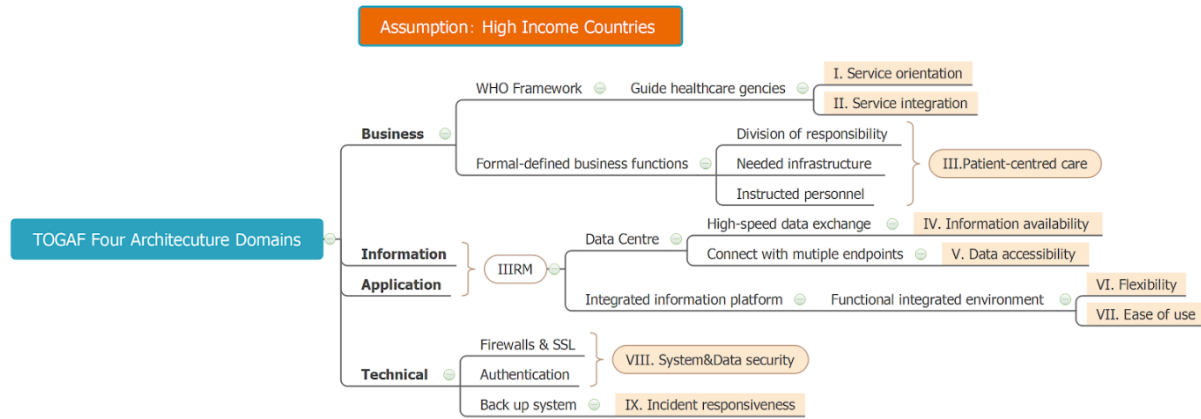 Assumption: High Income Countries
TOGAF Four Architecuture Domains
Business
WHO Framework
Guide healthcare gencies
I. Service orientation
II. Service integration
Formal-defined business functions
Division of responsibility
Needed infrastructure
Instructed personnel
III.Patient-centred care
Information
Application
IIIRM
Data Centre
High-speed data exchange
IV. Information availability
Connect with mutiple endpoints
V. Data accessibility
Integrated information platform
Functional integrated environment
VI. Flexibility
VII. Ease of use
Technical
Firewalls & SSL
Authentication
VIII. System&Data security
Back up system
IX. Incident responsiveness